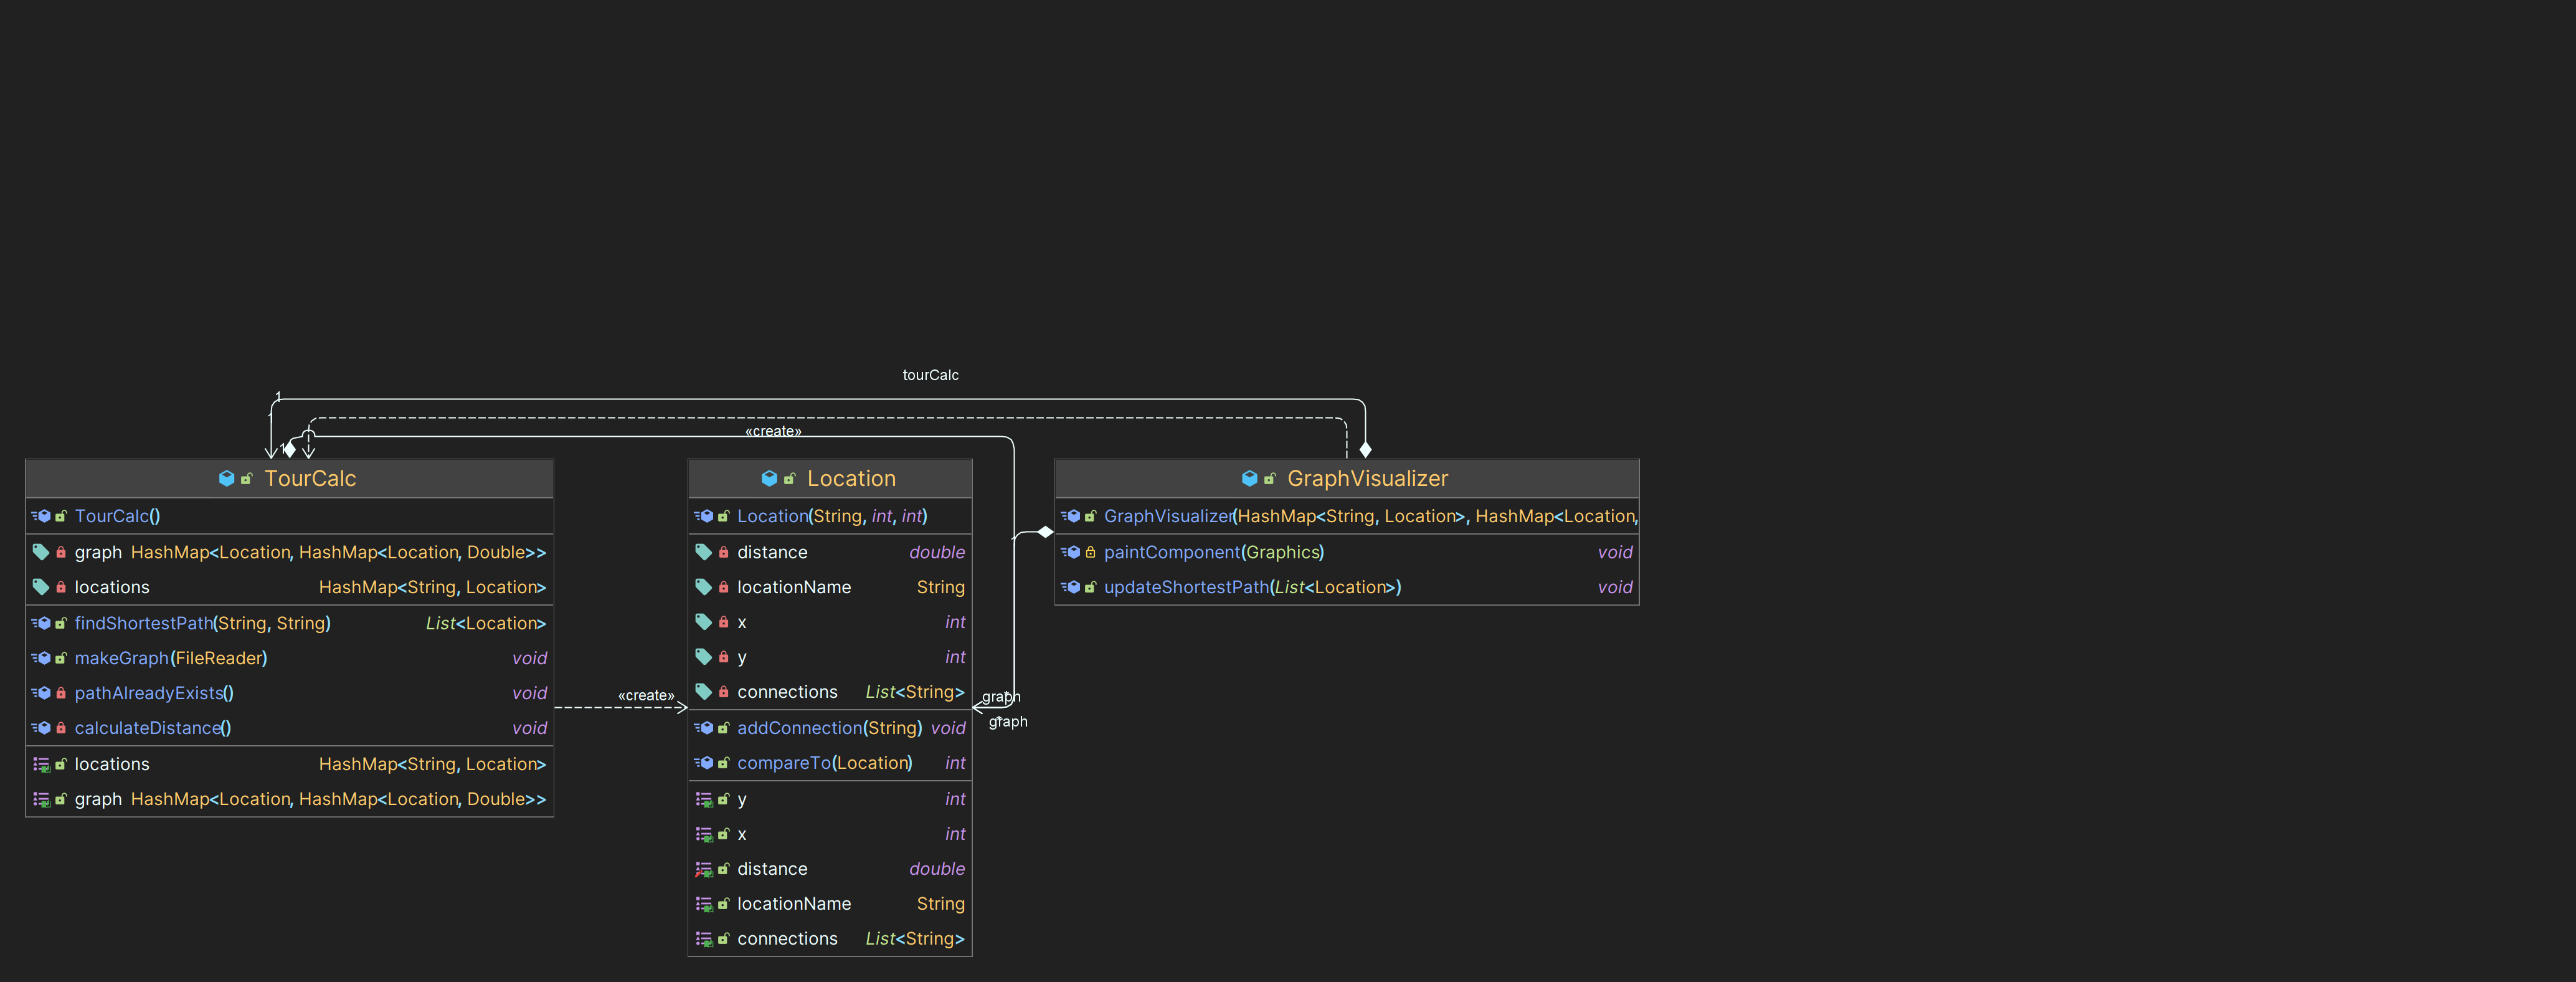 tourCalc
1
«create»
1
TourCalc
TourCalc()
graph HashMap<Location, HashMap<Location, Double>>
locations HashMap<String, Location>
findShortestPath(String, String) List<Location>
makeGraph(FileReader) void
pathAlreadyExists() void
calculateDistance() void
locations HashMap<String, Location>
graph HashMap<Location, HashMap<Location, Double>>
«create»
Location
Location(String, int, int)
distance double
locationName String
x int
y int
connections List<String>
addConnection(String) void
compareTo(Location) int
y int
x int
distance double
locationName String
connections List<String>
graph
graph
GraphVisualizer
GraphVisualizer(HashMap<String, Location>, HashMap<Location,
paintComponent(Graphics) void
updateShortestPath(List<Location>) void